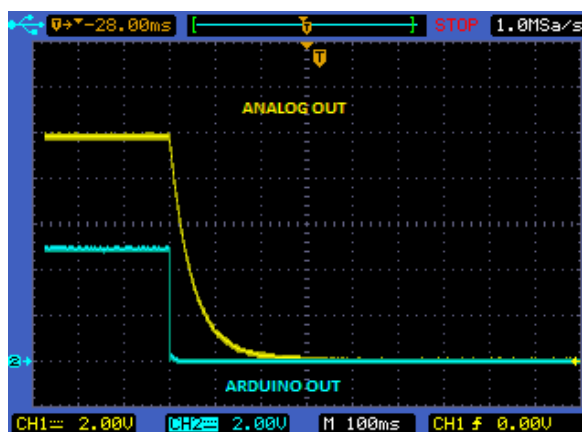 T→▼-28.00ms [ T ] STOP 1.0MSa/s
T
ANALOG OUT
2→
ARDUINO OUT
CH1⎓ 2.00V CH2⎓ 2.00V M 100ms CH1 ƒ 0.00V